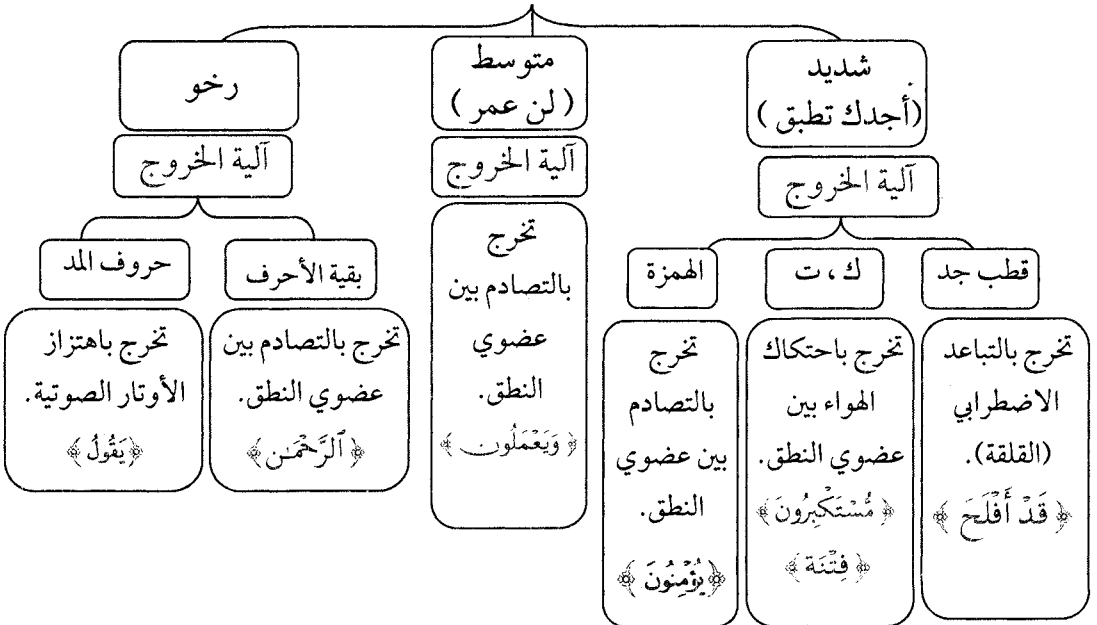 شديد
(أجدك تطبق)
آلية الخروج
قطب جد
تخرج بالتباعد
الاضطرابي
(القلقة).
﴿قَدْ أَفْلَحَ﴾
ك، ت
تخرج باحتكاك
الهواء بين
عضوي النطق.
﴿مُّسْتَكْبِرُونَ﴾
﴿فِتْنَة﴾
الهمزة
تخرج
بالتصادم
بين عضوي
النطق.
﴿يُؤْمِنُونَ﴾
متوسط
(لن عمر)
آلية الخروج
تخرج
بالتصادم بين
عضوي
النطق.
﴿وَيَعْمَلُون﴾
رخو
آلية الخروج
بقية الأحرف
تخرج بالتصادم بين
عضوي النطق.
﴿ٱلرَّحْمَٰن﴾
حروف المد
تخرج باهتزاز
الأوتار الصوتية.
﴿يَقُولُ﴾